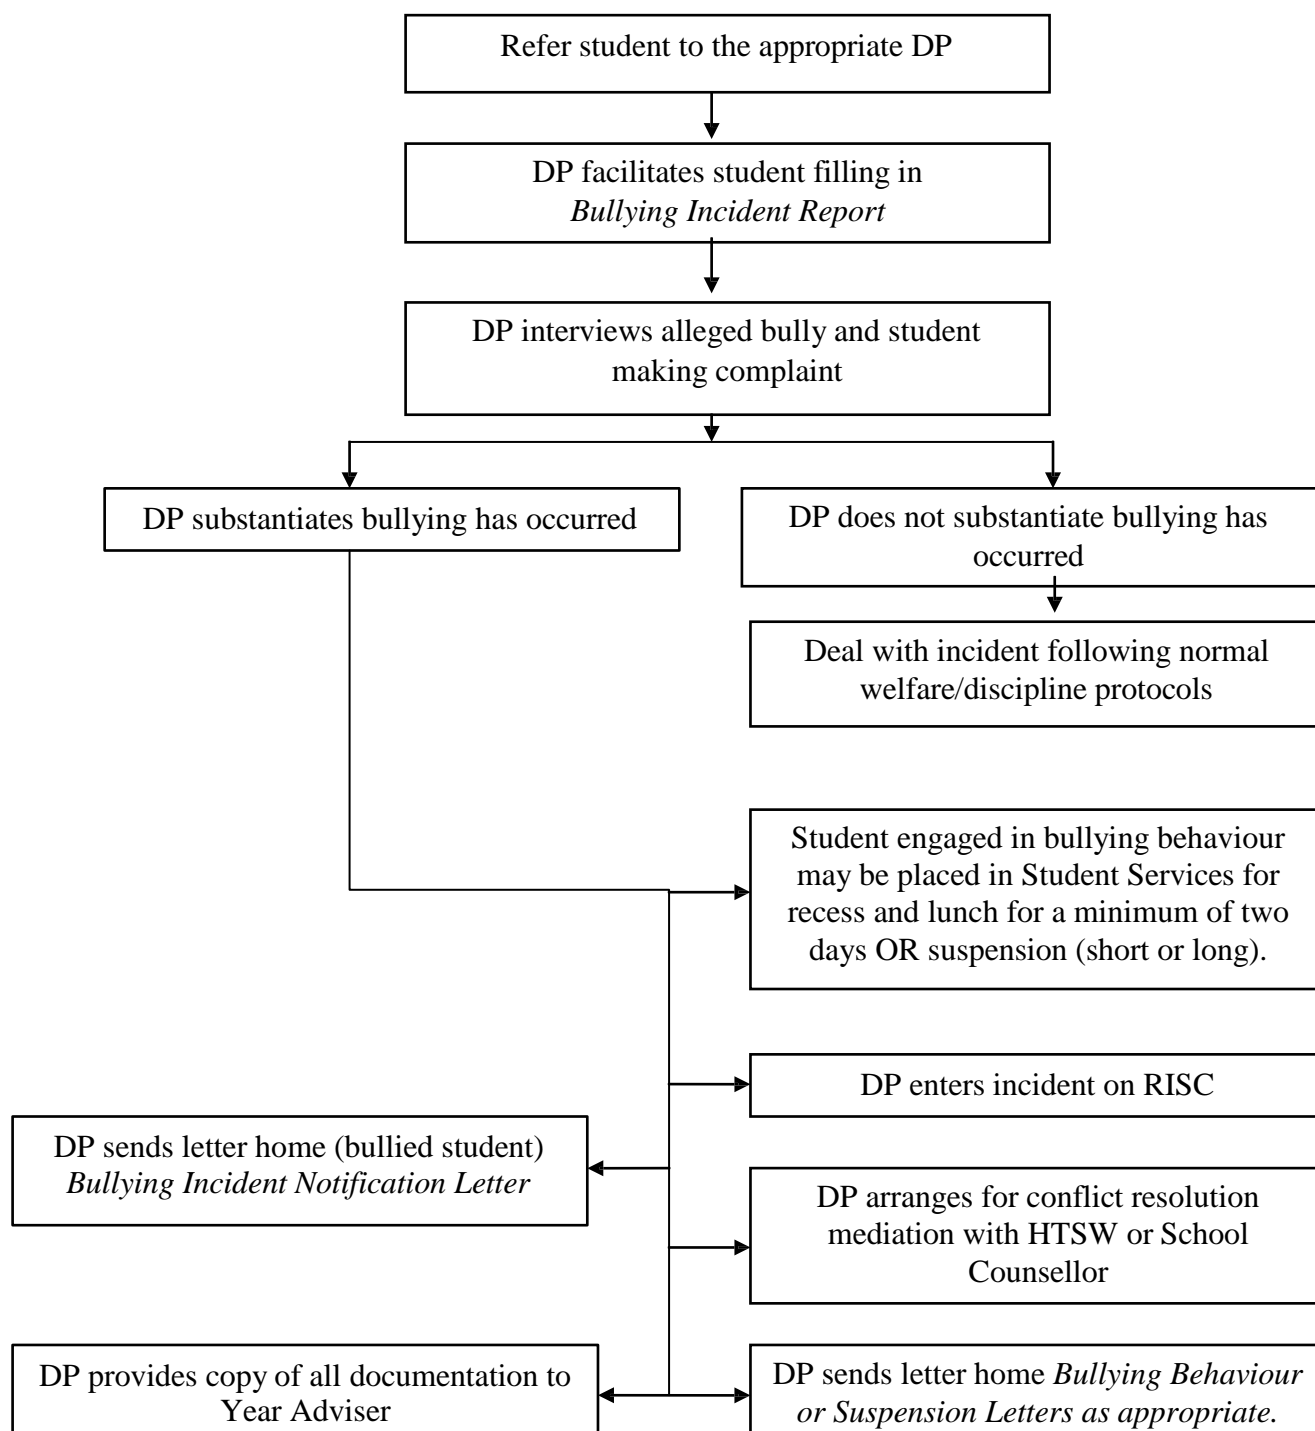 Refer student to the appropriate DP
DP facilitates student filling in
Bullying Incident Report
DP interviews alleged bully and student
making complaint
DP substantiates bullying has occurred
DP does not substantiate bullying has
occurred
Deal with incident following normal
welfare/discipline protocols
Student engaged in bullying behaviour
may be placed in Student Services for
recess and lunch for a minimum of two
days OR suspension (short or long).
DP enters incident on RISC
DP sends letter home (bullied student)
Bullying Incident Notification Letter
DP arranges for conflict resolution
mediation with HTSW or School
Counsellor
DP provides copy of all documentation to
Year Adviser
DP sends letter home Bullying Behaviour
or Suspension Letters as appropriate.